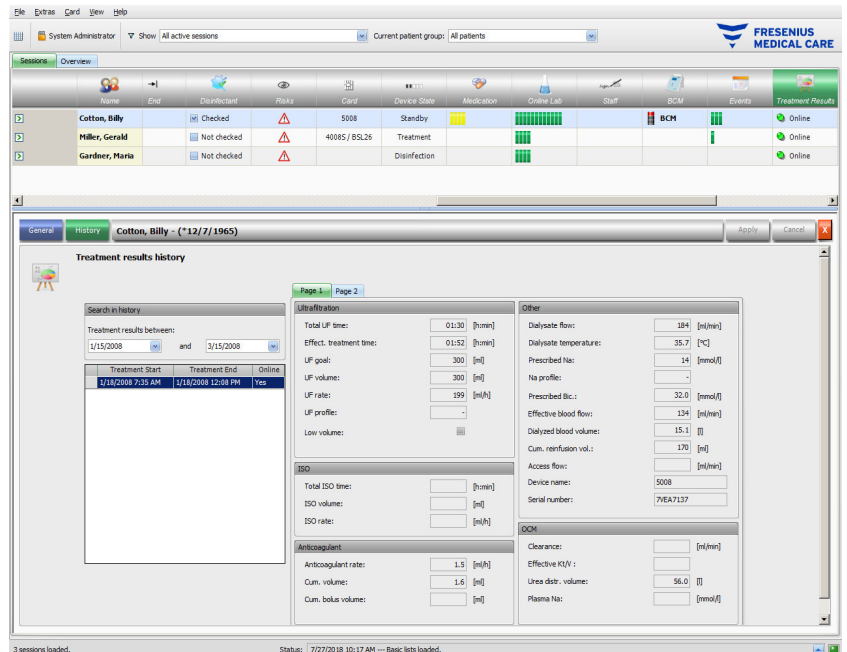 File Extras Card View Help
System Administrator Show All active sessions Current patient group: All patients
FRESENIUS
MEDICAL CARE
Sessions Overview
Name End Disinfectant Risks Card Device State Medication Online Lab Staff BCM Events Treatment Results
Cotton, Billy Checked 5008 Standby BCM Online
Miller, Gerald Not checked 4008S / BSL26 Treatment Online
Gardner, Maria Not checked Disinfection Online
General History Cotton, Billy - (*12/7/1965) Apply Cancel X
Treatment results history
Page 1 Page 2
Search in history
Treatment results between:
1/15/2008 and 3/15/2008
Treatment Start Treatment End Online
1/18/2008 7:35 AM 1/18/2008 12:08 PM Yes
Ultrafiltration
Total UF time: 01:30 [h:min]
Effect. treatment time: 01:52 [h:min]
UF goal: 300 [ml]
UF volume: 300 [ml]
UF rate: 199 [ml/h]
UF profile: -
Low volume:
ISO
Total ISO time: [h:min]
ISO volume: [ml]
ISO rate: [ml/h]
Anticoagulant
Anticoagulant rate: 1.5 [ml/h]
Cum. volume: 1.6 [ml]
Cum. bolus volume: [ml]
Other
Dialysate flow: 184 [ml/min]
Dialysate temperature: 35.7 [°C]
Prescribed Na: 14 [mmol/l]
Na profile: -
Prescribed Bic.: 32.0 [mmol/l]
Effective blood flow: 134 [ml/min]
Dialyzed blood volume: 15.1 [l]
Cum. reinfusion vol.: 170 [ml]
Access flow: [ml/min]
Device name: 5008
Serial number: 7VEA7137
OCM
Clearance: [ml/min]
Effective Kt/V :
Urea distr. volume: 56.0 [l]
Plasma Na: [mmol/l]
3 sessions loaded. Status: 7/27/2018 10:17 AM --- Basic lists loaded.